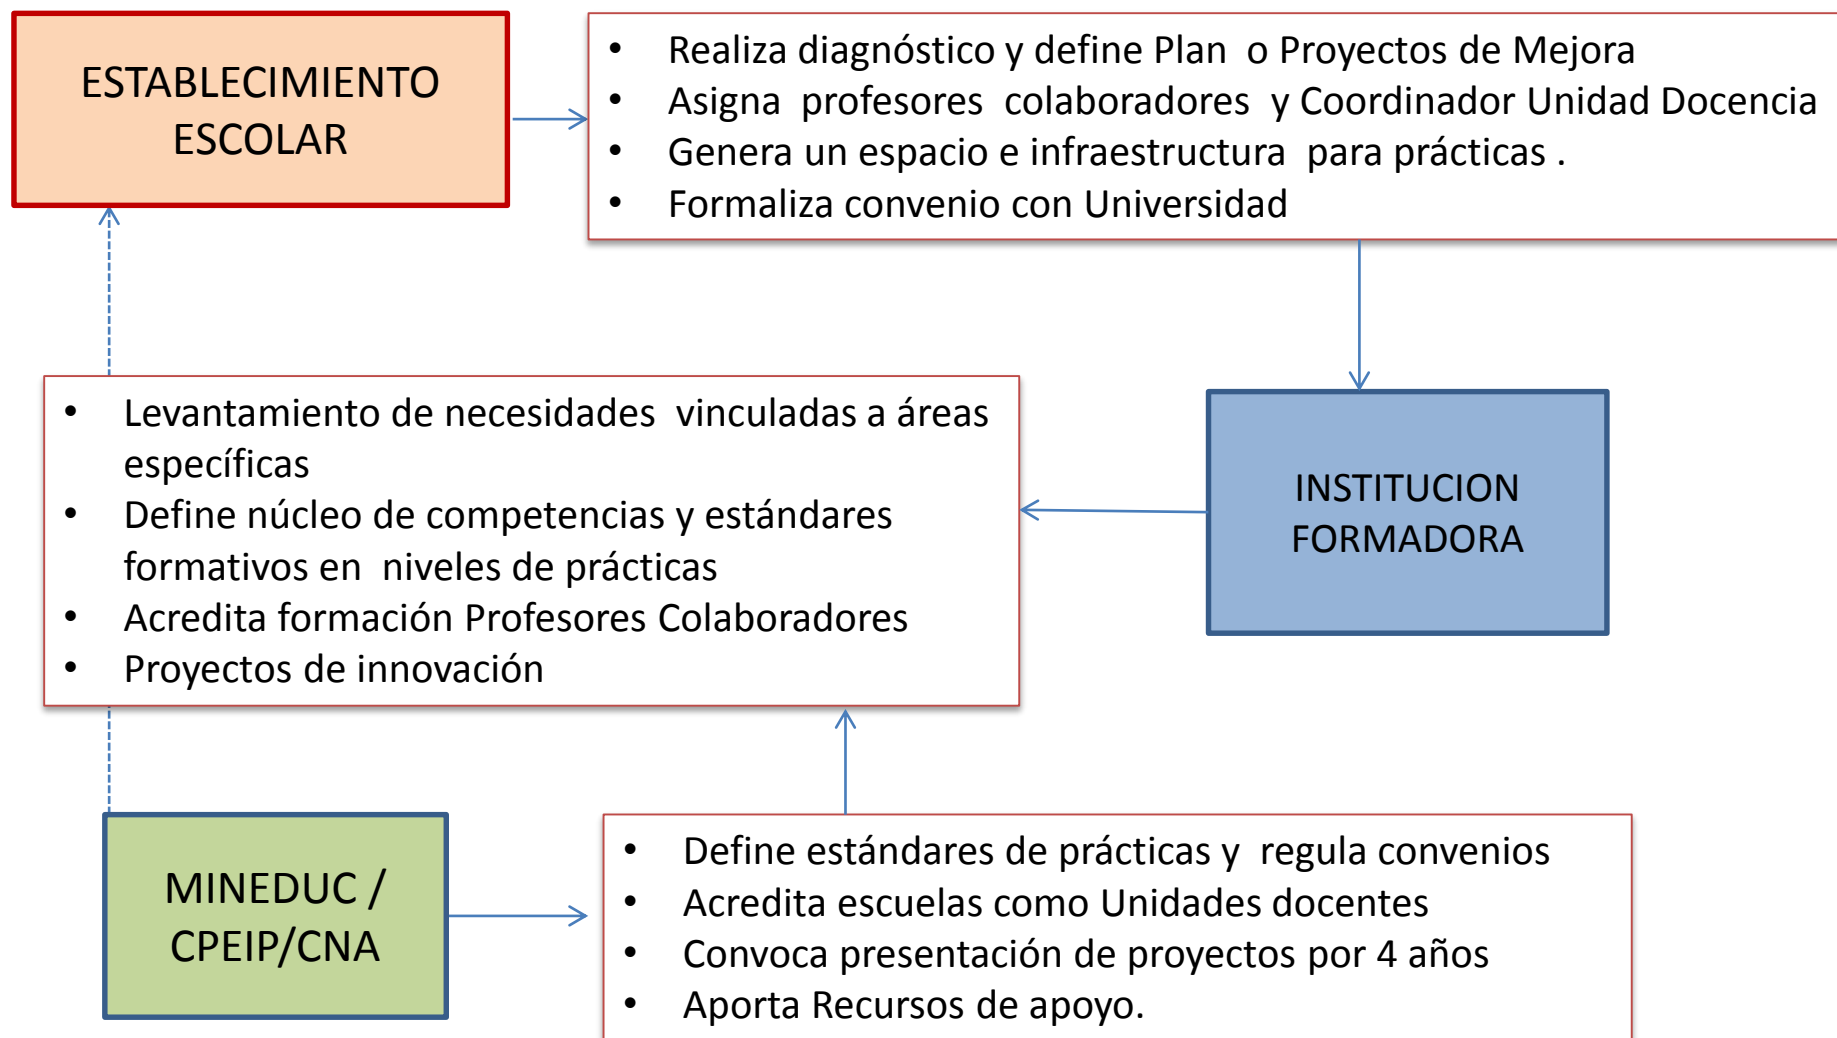 ESTABLECIMIENTO
ESCOLAR
• Realiza diagnóstico y define Plan o Proyectos de Mejora
• Asigna profesores colaboradores y Coordinador Unidad Docencia
• Genera un espacio e infraestructura para prácticas .
• Formaliza convenio con Universidad
• Levantamiento de necesidades vinculadas a áreas
específicas
• Define núcleo de competencias y estándares
formativos en niveles de prácticas
• Acredita formación Profesores Colaboradores
• Proyectos de innovación
INSTITUCION
FORMADORA
MINEDUC /
CPEIP/CNA
• Define estándares de prácticas y regula convenios
• Acredita escuelas como Unidades docentes
• Convoca presentación de proyectos por 4 años
• Aporta Recursos de apoyo.